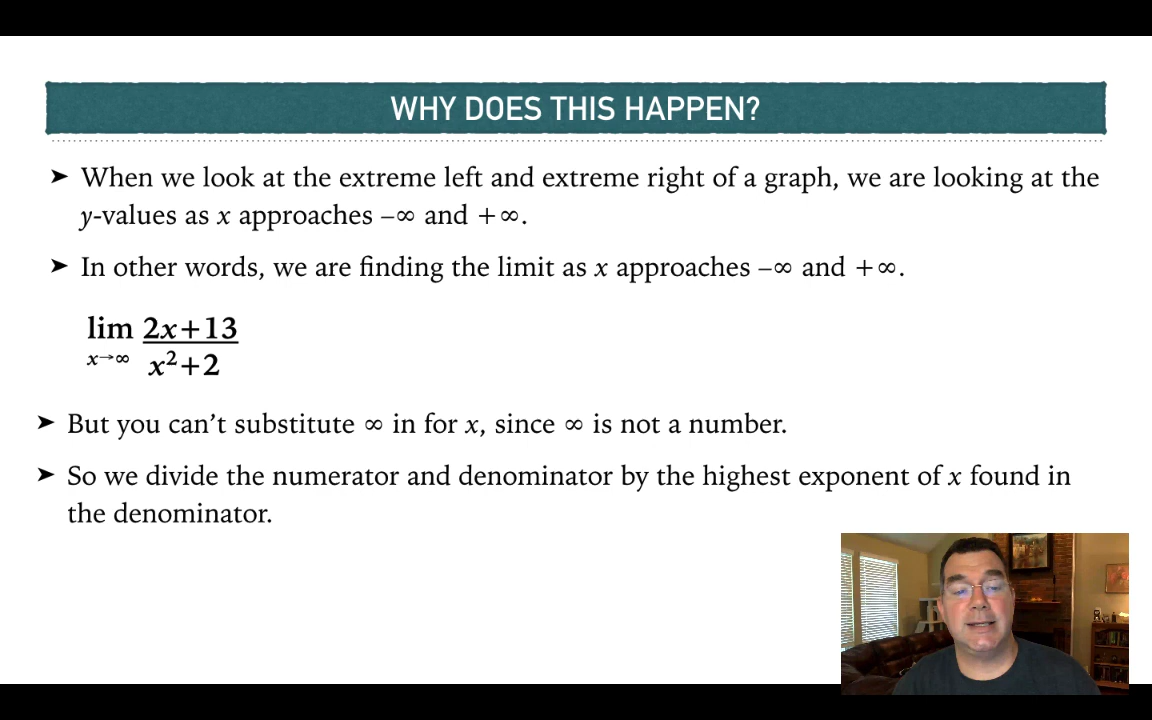 WHY DOES THIS HAPPEN?
➤ When we look at the extreme left and extreme right of a graph, we are looking at the
y-values as x approaches –∞ and +∞.
➤ In other words, we are finding the limit as x approaches –∞ and +∞.
lim 2x+13
x→∞ x²+2
➤ But you can’t substitute ∞ in for x, since ∞ is not a number.
➤ So we divide the numerator and denominator by the highest exponent of x found in
the denominator.